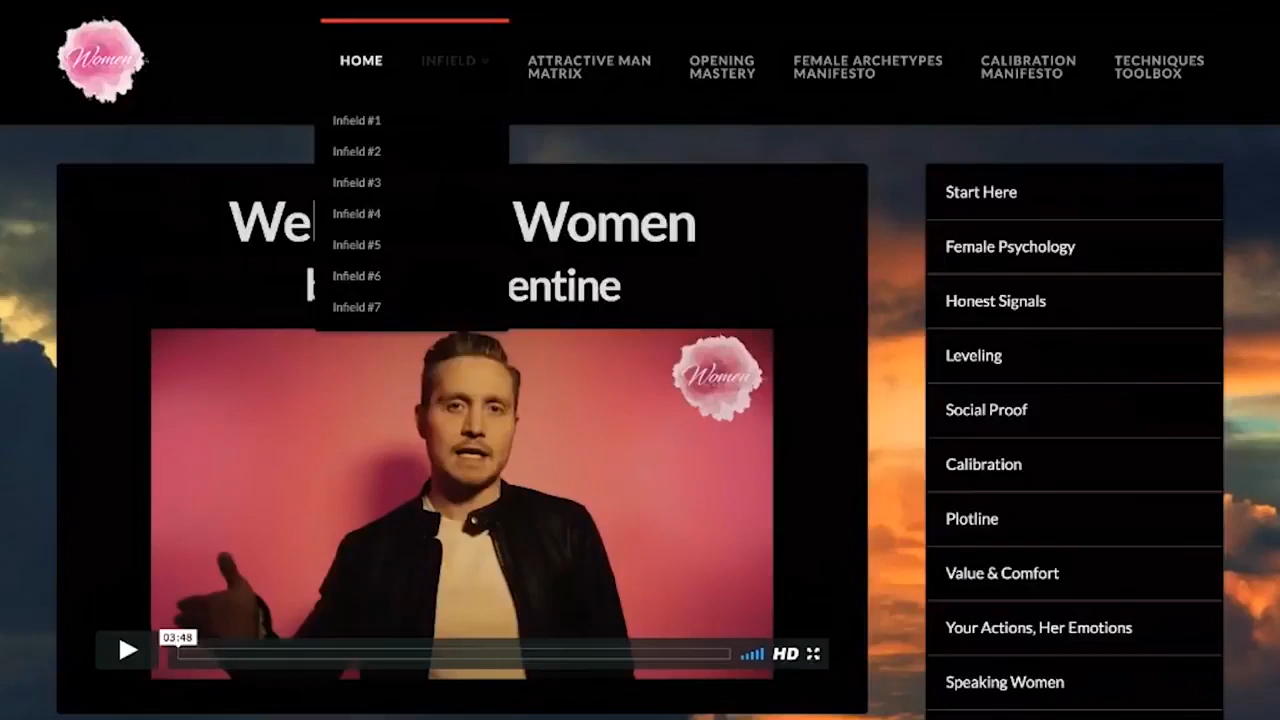 Women
HOME
INFIELD
ATTRACTIVE MAN
MATRIX
OPENING
MASTERY
FEMALE ARCHETYPES
MANIFESTO
CALIBRATION
MANIFESTO
TECHNIQUES
TOOLBOX
Infield #1
Infield #2
Infield #3
Infield #4
Infield #5
Infield #6
Infield #7
We Women
entine
Women
03:48
HD
Start Here
Female Psychology
Honest Signals
Leveling
Social Proof
Calibration
Plotline
Value & Comfort
Your Actions, Her Emotions
Speaking Women